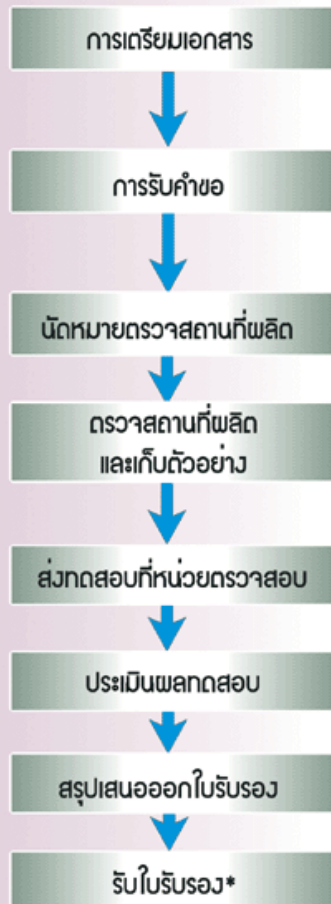 การเตรียมเอกสาร
การรับคำขอ
นัดหมายตรวจสถานที่ผลิต
ตรวจสถานที่ผลิต
และเก็บตัวอย่าง
ส่งทดสอบที่หน่วยตรวจสอบ
ประเมินผลทดสอบ
สรุปเสนอออกใบรับรอง
รับใบรับรอง*